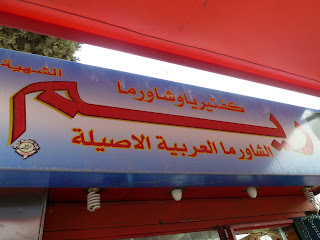 كفتيريا وشاورما
ريم
الشهية
الشاورما العربية الاصيلة